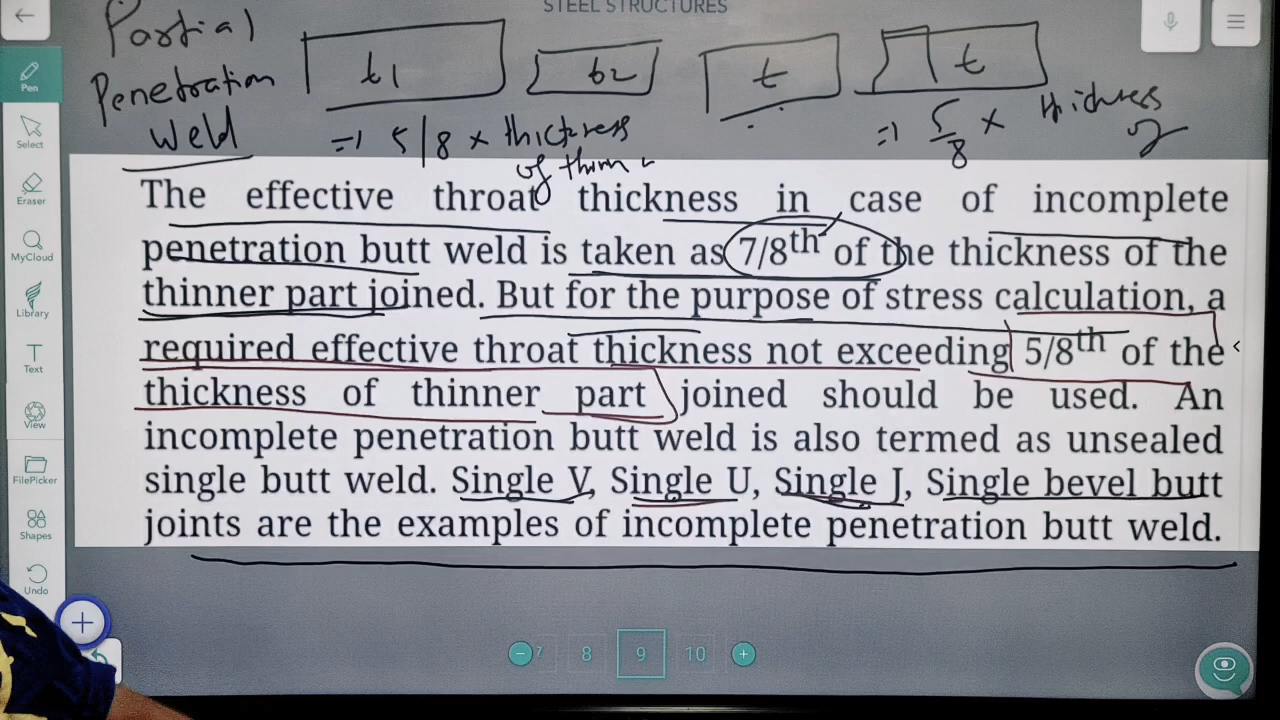 STEEL STRUCTURES
Partial
Penetration
Weld
t1
t2
t
t
=> 5/8 × thickness
of thinn
=> 5/8 × thickness
of
The effective throat thickness in case of incomplete
penetration butt weld is taken as 7/8th of the thickness of the
thinner part joined. But for the purpose of stress calculation, a
required effective throat thickness not exceeding 5/8th of the
thickness of thinner part joined should be used. An
incomplete penetration butt weld is also termed as unsealed
single butt weld. Single V, Single U, Single J, Single bevel butt
joints are the examples of incomplete penetration butt weld.
Pen
Select
Eraser
MyCloud
Library
Text
View
FilePicker
Shapes
Undo
7 8 9 10